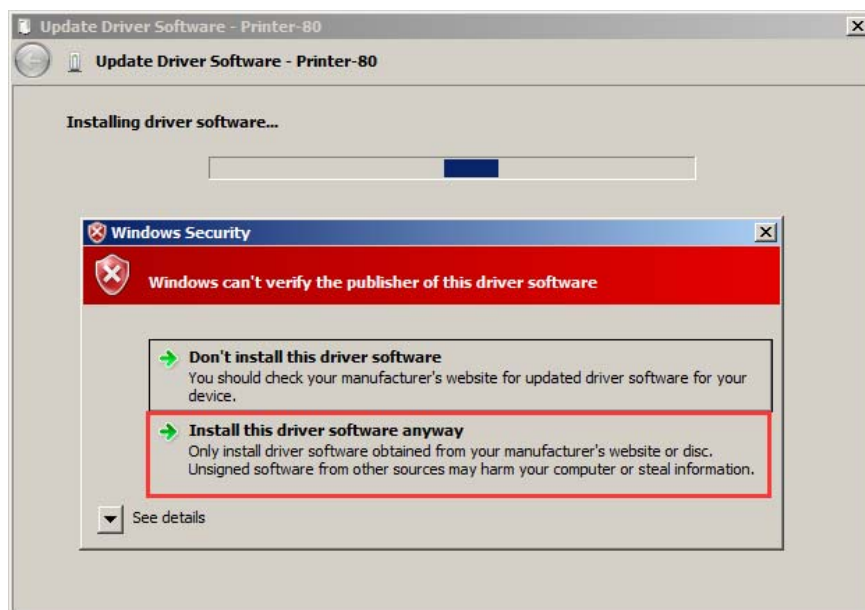 Update Driver Software - Printer-80
Update Driver Software - Printer-80
Installing driver software...
Windows Security
Windows can't verify the publisher of this driver software
Don't install this driver software
You should check your manufacturer's website for updated driver software for your
device.
Install this driver software anyway
Only install driver software obtained from your manufacturer's website or disc.
Unsigned software from other sources may harm your computer or steal information.
See details